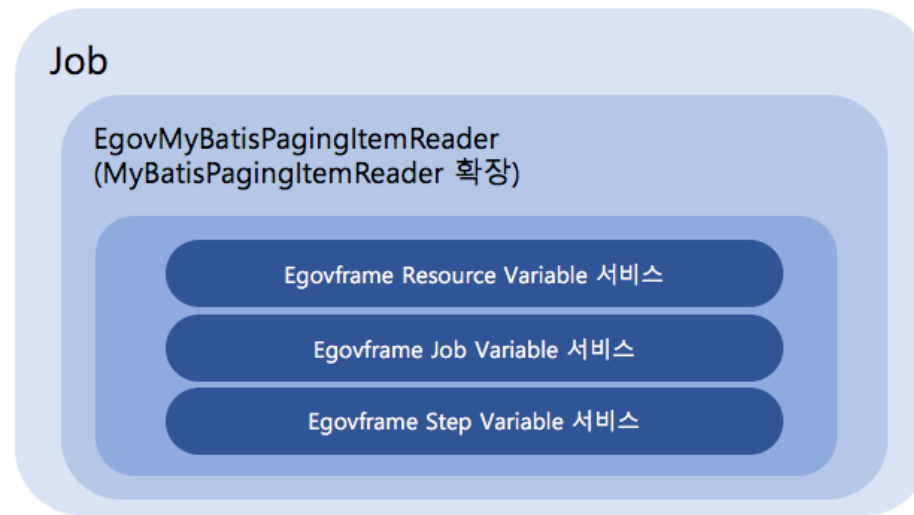 Job
EgovMyBatisPagingItemReader
(MyBatisPagingItemReader 확장)
Egovframe Resource Variable 서비스
Egovframe Job Variable 서비스
Egovframe Step Variable 서비스